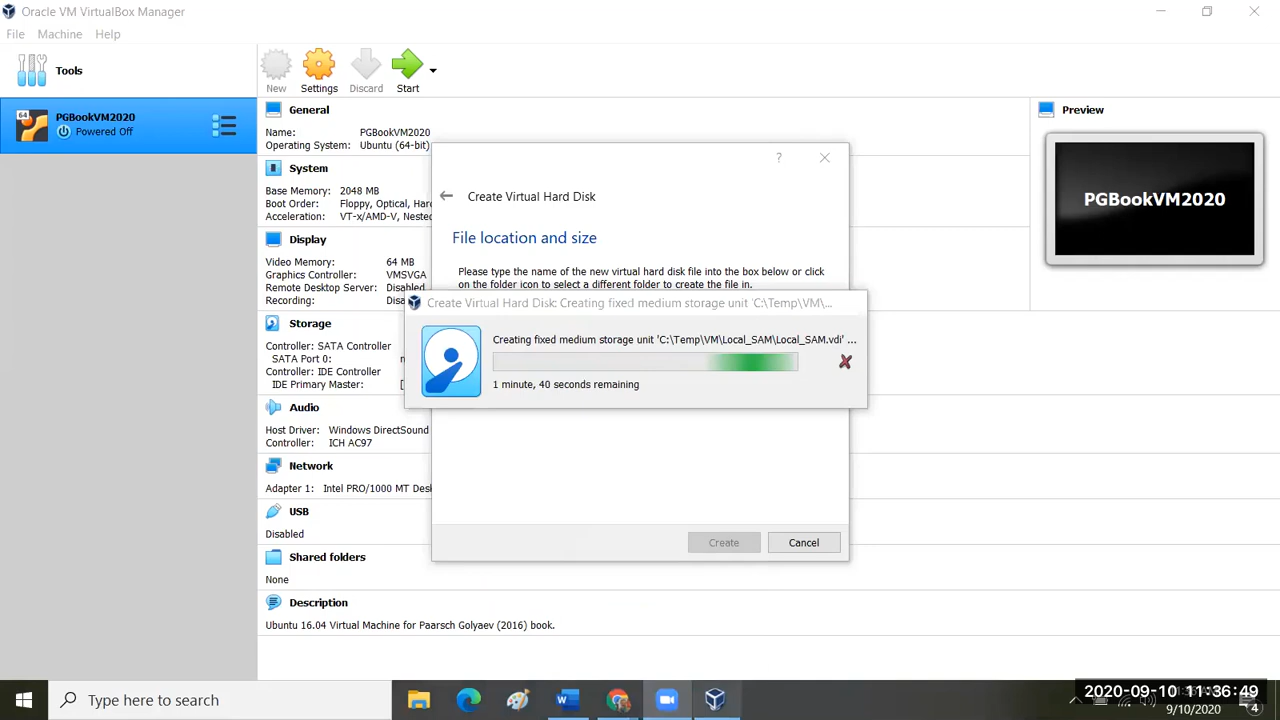 Oracle VM VirtualBox Manager
File Machine Help
Tools
New Settings Discard Start
64 PGBookVM2020
Powered Off
General
Name: PGBookVM2020
Operating System: Ubuntu (64-bit)
System
Base Memory: 2048 MB
Boot Order: Floppy, Optical, Hard
Acceleration: VT-x/AMD-V, Nested
Display
Video Memory: 64 MB
Graphics Controller: VMSVGA
Remote Desktop Server: Disabled
Recording:
Storage
Controller: SATA Controller
SATA Port 0:
Controller: IDE Controller
IDE Primary Master: [
Audio
Host Driver: Windows DirectSound
Controller: ICH AC97
Network
Adapter 1: Intel PRO/1000 MT Desk
USB
Disabled
Shared folders
None
Description
Ubuntu 16.04 Virtual Machine for Paarsch Golyaev (2016) book.
Preview
PGBookVM2020
?
Create Virtual Hard Disk
File location and size
Please type the name of the new virtual hard disk file into the box below or click
on the folder icon to select a different folder to create the file in.
Create Virtual Hard Disk: Creating fixed medium storage unit 'C:\Temp\VM\...
Creating fixed medium storage unit 'C:\Temp\VM\Local_SAM\Local_SAM.vdi' ...
1 minute, 40 seconds remaining
Create Cancel
Type here to search
2020-09-10 11:36:49
9/10/2020
4